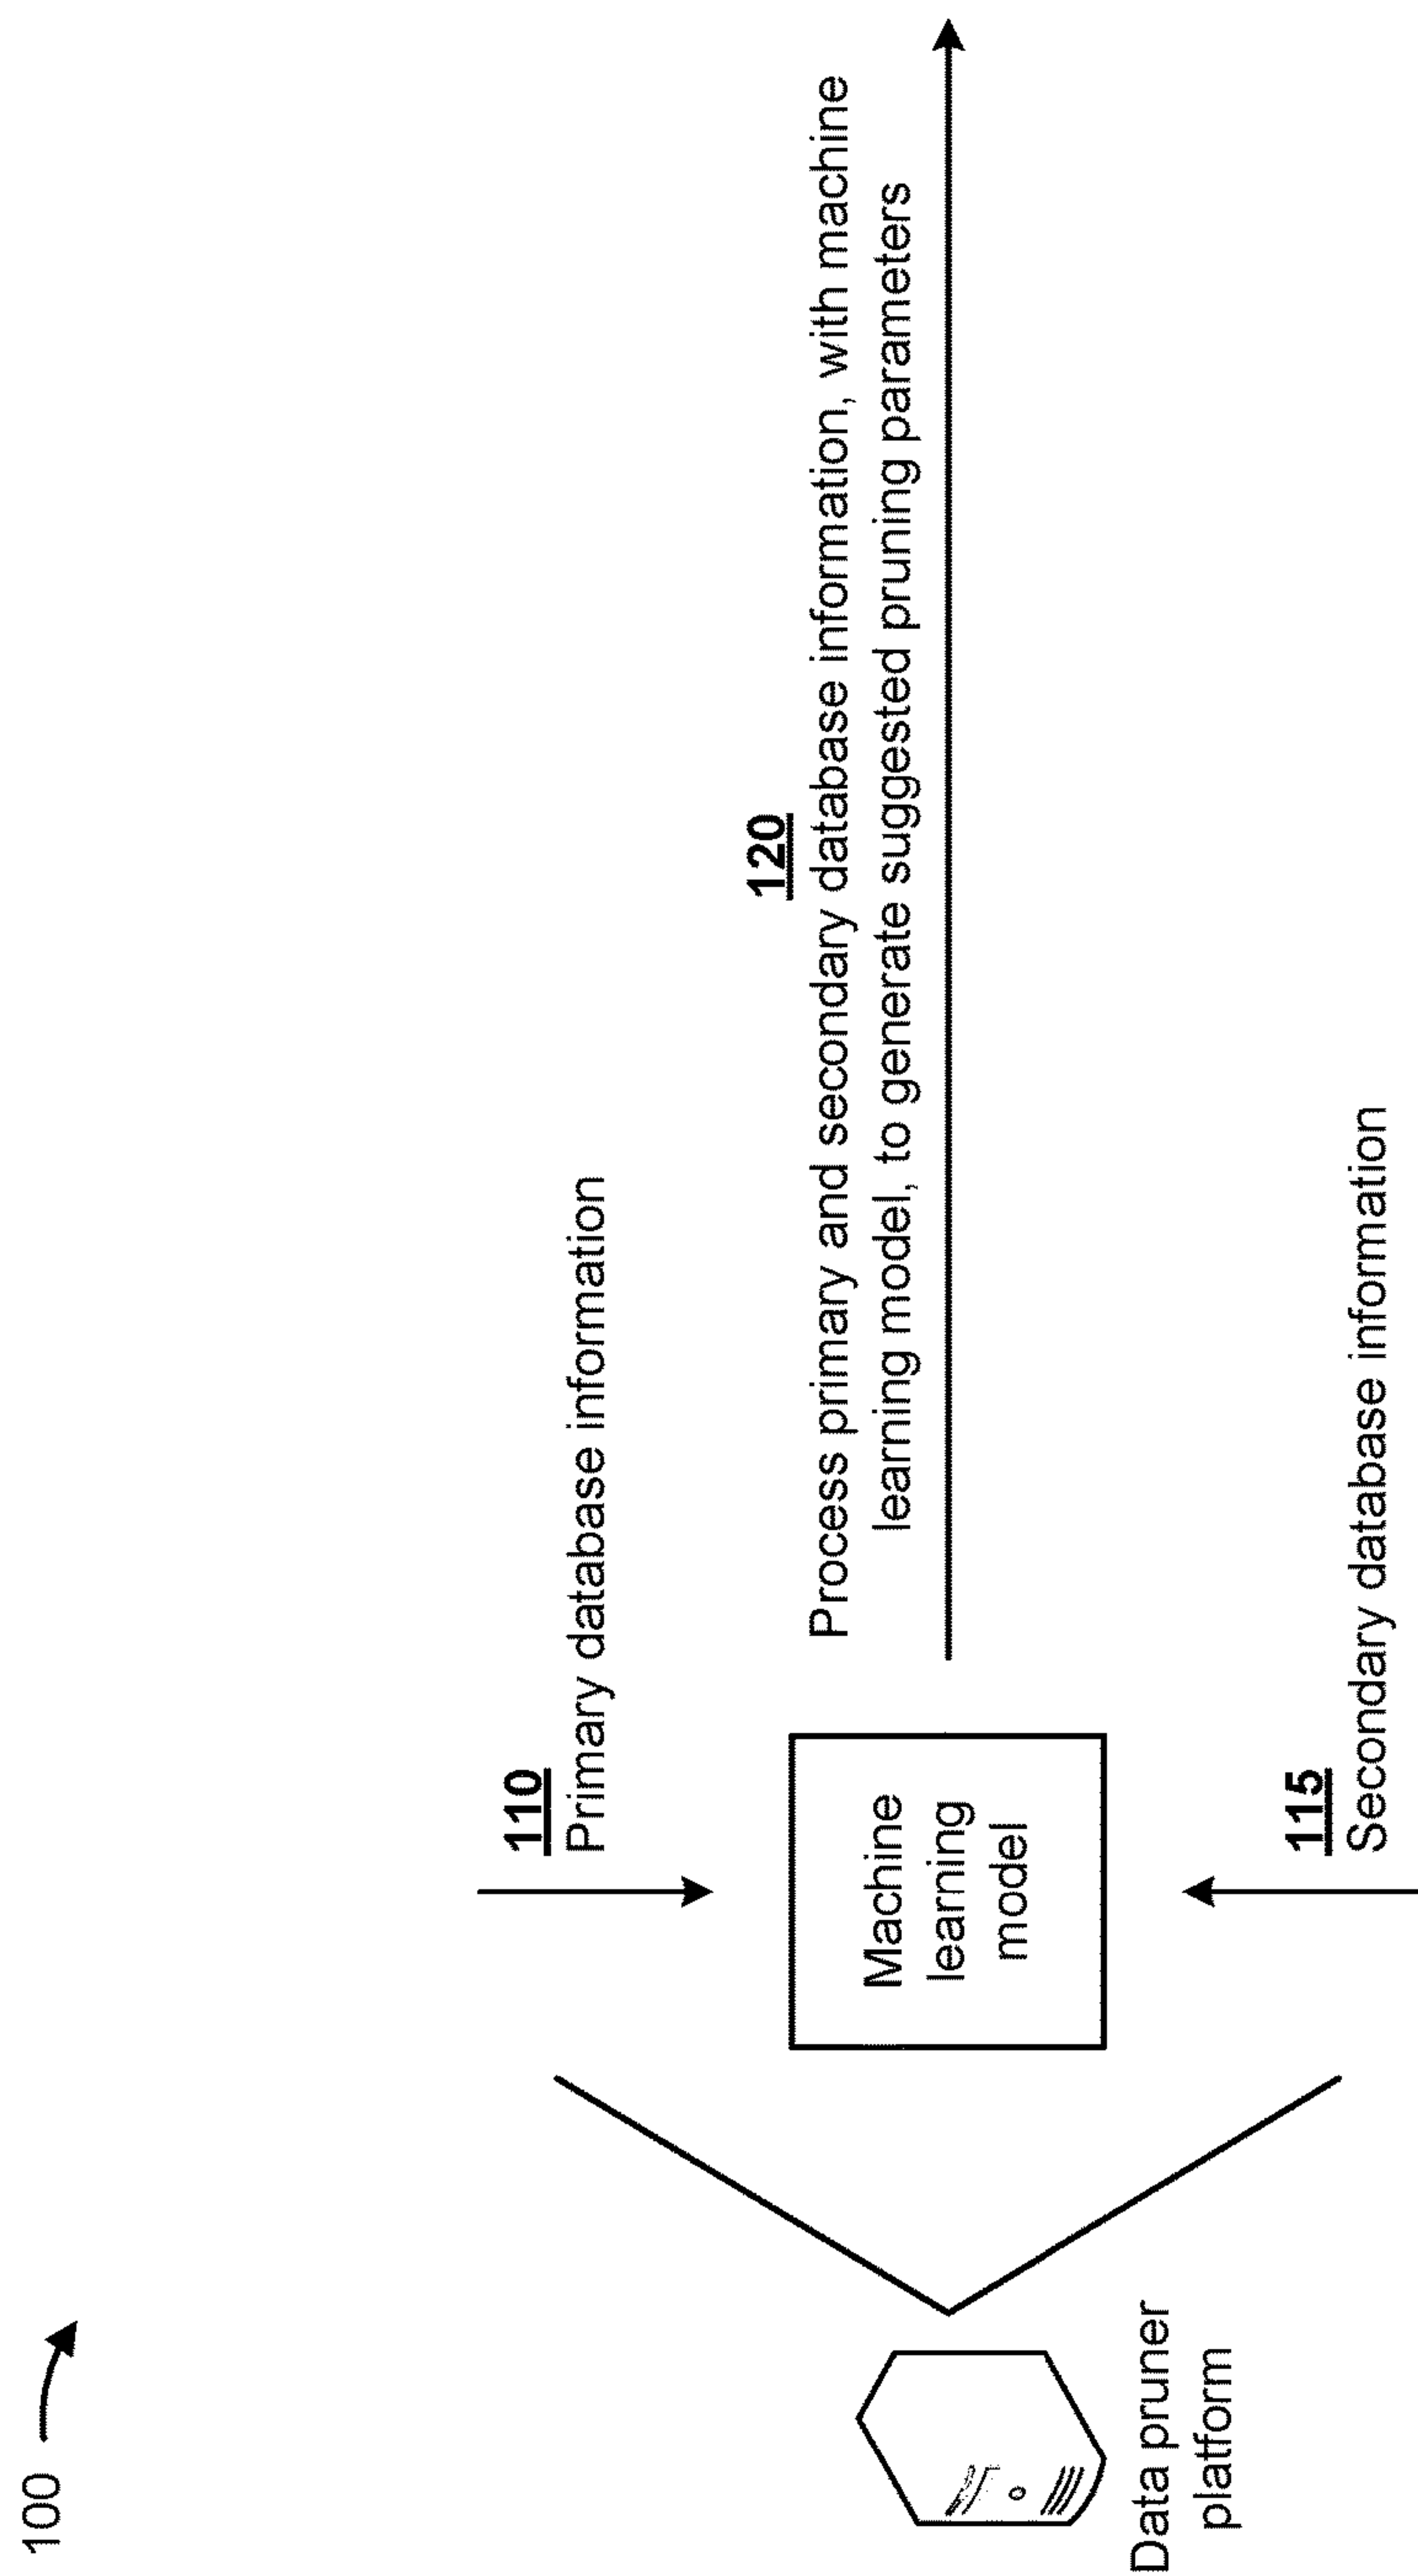 100
110
Primary database information
120
Process primary and secondary database information, with machine
learning model, to generate suggested pruning parameters
Machine
learning
model
Data pruner
platform
115
Secondary database information